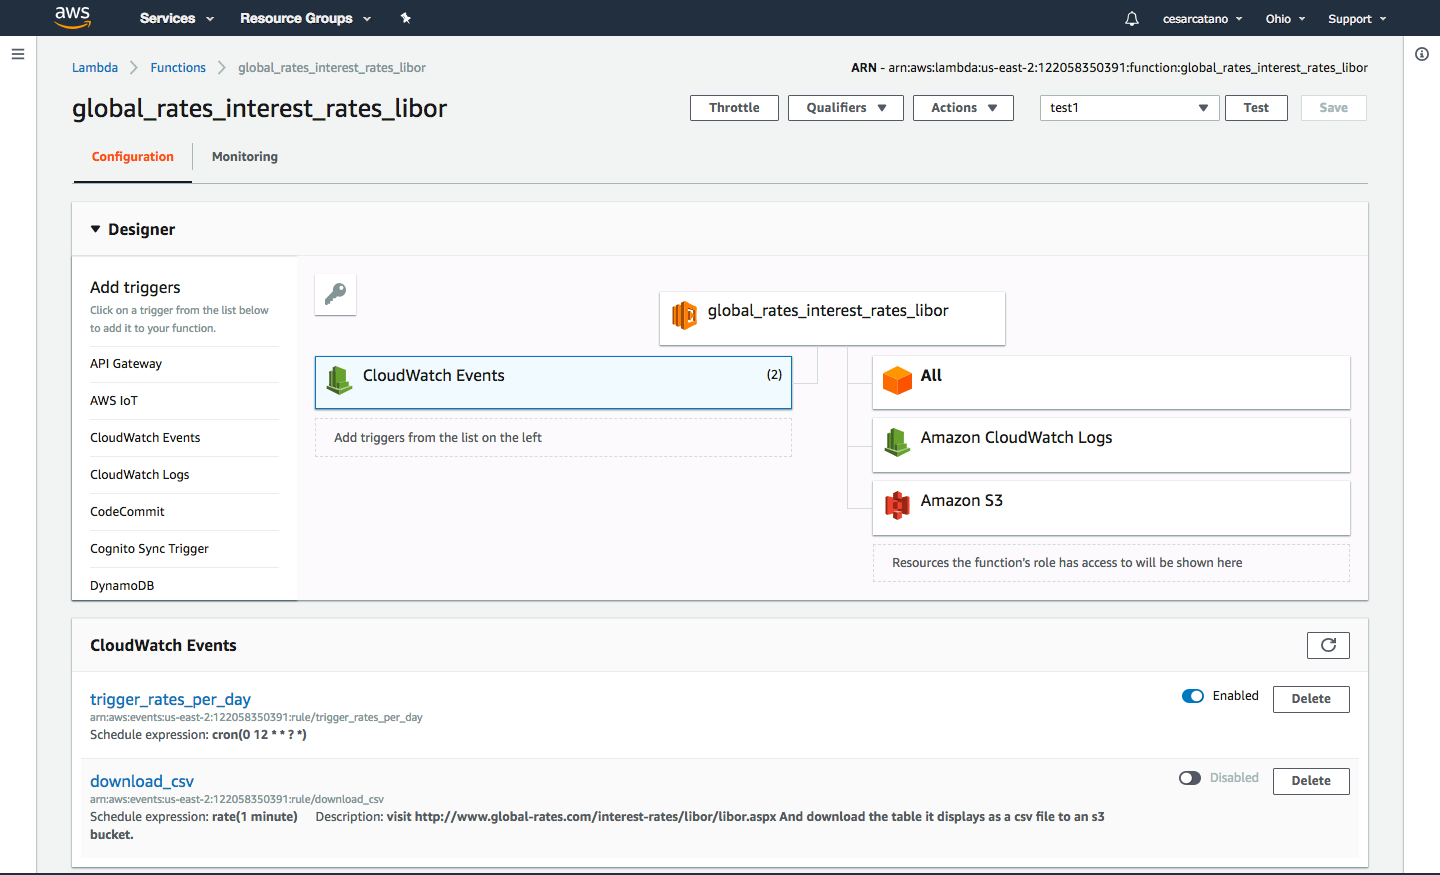 aws Services Resource Groups cesarcatano Ohio Support
Lambda Functions global_rates_interest_rates_libor ARN - arn:aws:lambda:us-east-2:122058350391:function:global_rates_interest_rates_libor
global_rates_interest_rates_libor Throttle Qualifiers Actions test1 Test Save
Configuration Monitoring
Designer
Add triggers
Click on a trigger from the list below
to add it to your function.
API Gateway
AWS IoT
CloudWatch Events
CloudWatch Logs
CodeCommit
Cognito Sync Trigger
DynamoDB
global_rates_interest_rates_libor
CloudWatch Events (2)
Add triggers from the list on the left
All
Amazon CloudWatch Logs
Amazon S3
Resources the function's role has access to will be shown here
CloudWatch Events
trigger_rates_per_day Enabled Delete
arn:aws:events:us-east-2:122058350391:rule/trigger_rates_per_day
Schedule expression: cron(0 12 * * ? *)
download_csv Disabled Delete
arn:aws:events:us-east-2:122058350391:rule/download_csv
Schedule expression: rate(1 minute) Description: visit http://www.global-rates.com/interest-rates/libor/libor.aspx And download the table it displays as a csv file to an s3
bucket.